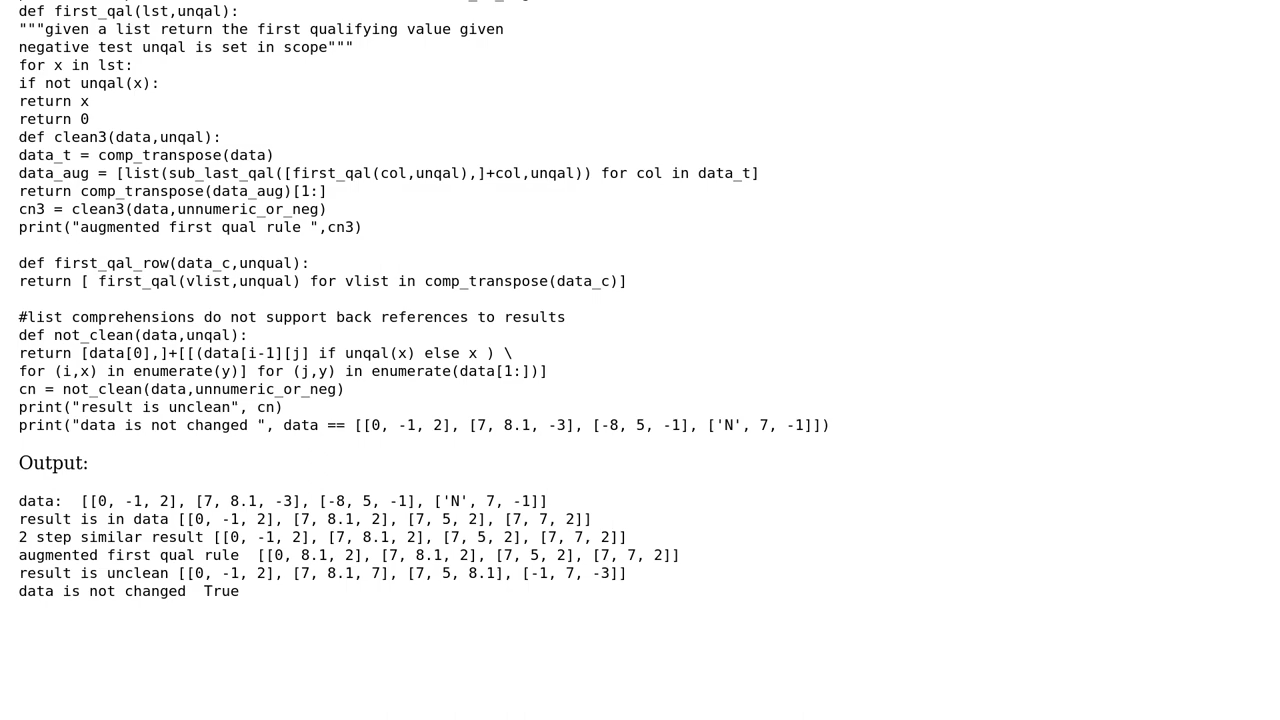 def first_qal(lst,unqal):
"""given a list return the first qualifying value given
negative test unqal is set in scope"""
for x in lst:
if not unqal(x):
return x
return 0
def clean3(data,unqal):
data_t = comp_transpose(data)
data_aug = [list(sub_last_qal([first_qal(col,unqal),]+col,unqal)) for col in data_t]
return comp_transpose(data_aug)[1:]
cn3 = clean3(data,unnumeric_or_neg)
print("augmented first qual rule ",cn3)
def first_qal_row(data_c,unqual):
return [ first_qal(vlist,unqual) for vlist in comp_transpose(data_c)]
#list comprehensions do not support back references to results
def not_clean(data,unqal):
return [data[0],]+[[(data[i-1][j] if unqal(x) else x ) \
for (i,x) in enumerate(y)] for (j,y) in enumerate(data[1:])]
cn = not_clean(data,unnumeric_or_neg)
print("result is unclean", cn)
print("data is not changed ", data == [[0, -1, 2], [7, 8.1, -3], [-8, 5, -1], ['N', 7, -1]])
Output:
data:  [[0, -1, 2], [7, 8.1, -3], [-8, 5, -1], ['N', 7, -1]]
result is in data [[0, -1, 2], [7, 8.1, 2], [7, 5, 2], [7, 7, 2]]
2 step similar result [[0, -1, 2], [7, 8.1, 2], [7, 5, 2], [7, 7, 2]]
augmented first qual rule  [[0, 8.1, 2], [7, 8.1, 2], [7, 5, 2], [7, 7, 2]]
result is unclean [[0, -1, 2], [7, 8.1, 7], [7, 5, 8.1], [-1, 7, -3]]
data is not changed  True